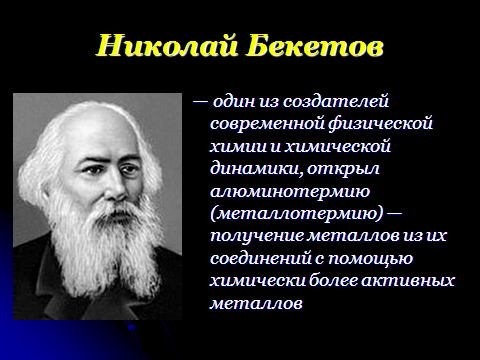 Николай Бекетов
— один из создателей
современной физической
химии и химической
динамики, открыл
алюминотермию
(металлотермию) —
получение металлов из их
соединений с помощью
химически более активных
металлов